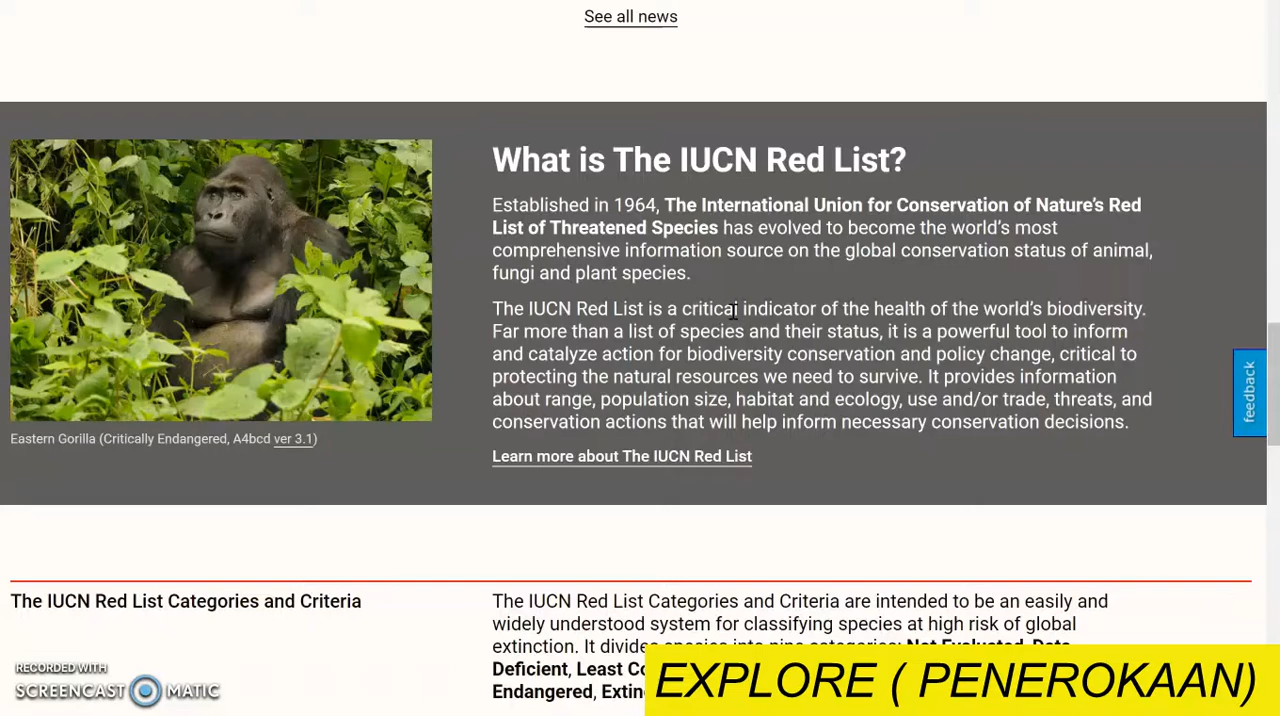 See all news
What is The IUCN Red List?
Established in 1964, The International Union for Conservation of Nature's Red
List of Threatened Species has evolved to become the world's most
comprehensive information source on the global conservation status of animal,
fungi and plant species.
The IUCN Red List is a critical indicator of the health of the world's biodiversity.
Far more than a list of species and their status, it is a powerful tool to inform
and catalyze action for biodiversity conservation and policy change, critical to
protecting the natural resources we need to survive. It provides information
about range, population size, habitat and ecology, use and/or trade, threats, and
conservation actions that will help inform necessary conservation decisions.
Learn more about The IUCN Red List
Eastern Gorilla (Critically Endangered, A4bcd ver 3.1)
feedback
The IUCN Red List Categories and Criteria
The IUCN Red List Categories and Criteria are intended to be an easily and
widely understood system for classifying species at high risk of global
extinction. It divides species into nine categories: Not Evaluated, Data
Deficient, Least
Endangered,
RECORDED WITH
SCREENCAST MATIC
EXPLORE ( PENEROKAAN)